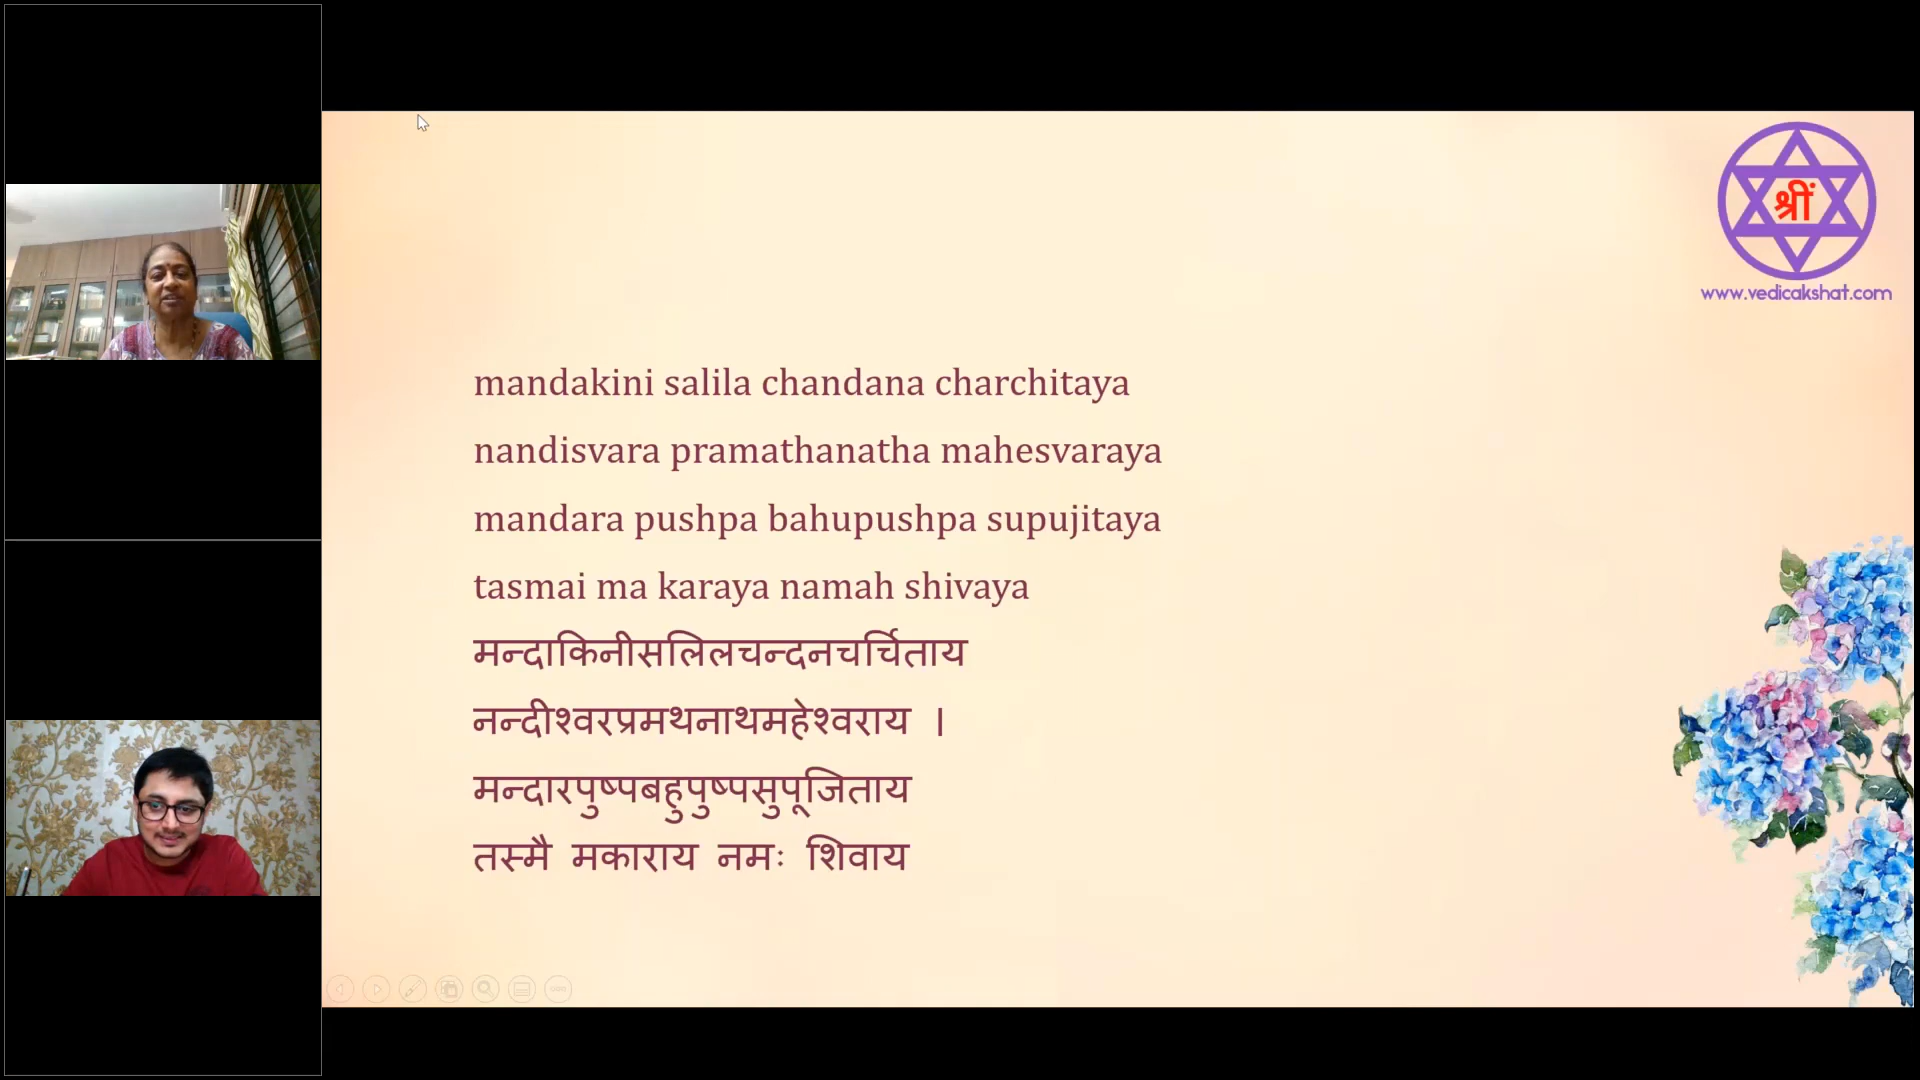 श्रीं
www.vedicakshat.com
mandakini salila chandana charchitaya
nandisvara pramathanatha mahesvaraya
mandara pushpa bahupushpa supujitaya
tasmai ma karaya namah shivaya
मन्दाकिनीसलिलचन्दनचर्चिताय
नन्दीश्वरप्रमथनाथमहेश्वराय ।
मन्दारपुष्पबहुपुष्पसुपूजिताय
तस्मै मकाराय नमः शिवाय